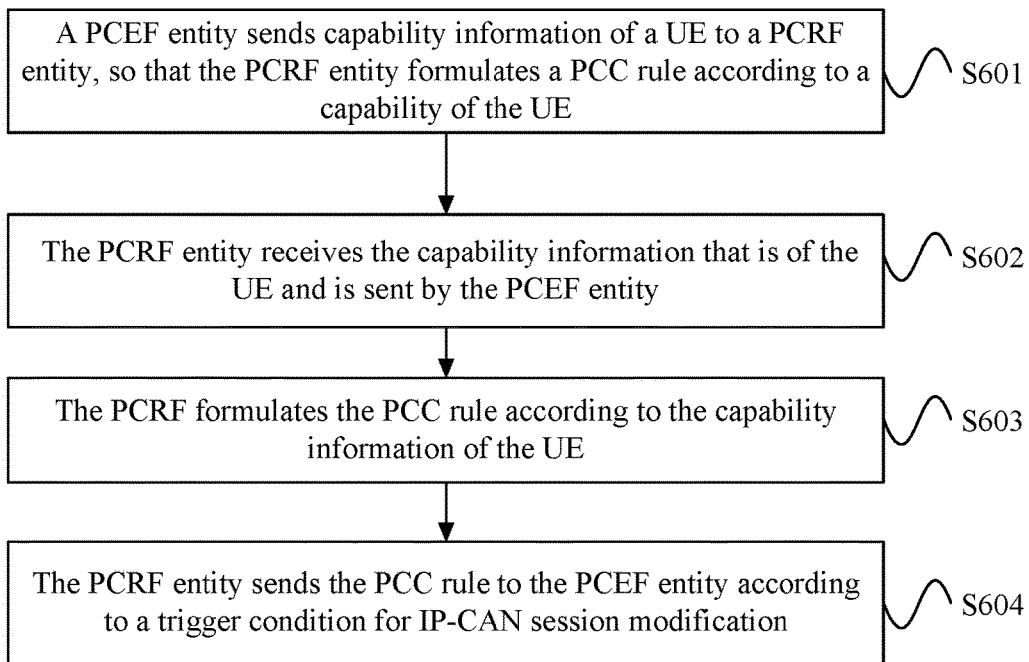 A PCEF entity sends capability information of a UE to a PCRF
entity, so that the PCRF entity formulates a PCC rule according to a
capability of the UE
S601
The PCRF entity receives the capability information that is of the
UE and is sent by the PCEF entity
S602
The PCRF formulates the PCC rule according to the capability
information of the UE
S603
The PCRF entity sends the PCC rule to the PCEF entity according
to a trigger condition for IP-CAN session modification
S604